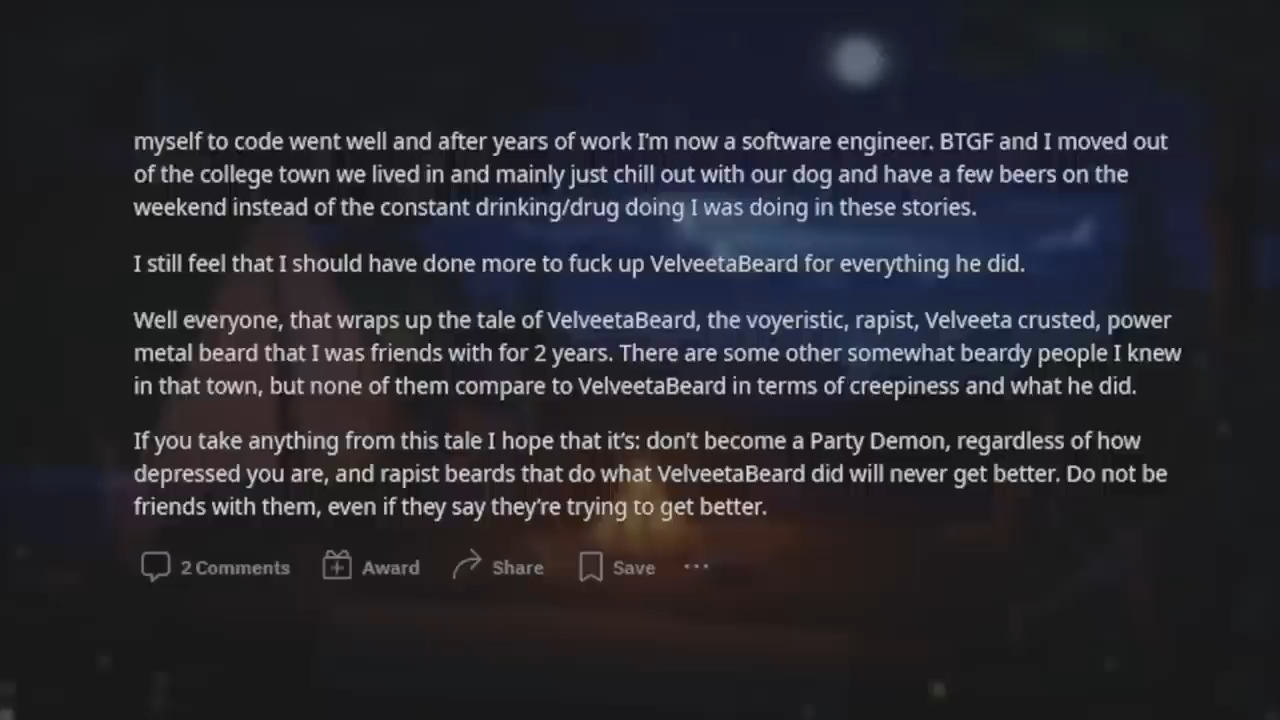 myself to code went well and after years of work I'm now a software engineer. BTGF and I moved out
of the college town we lived in and mainly just chill out with our dog and have a few beers on the
weekend instead of the constant drinking/drug doing I was doing in these stories.
I still feel that I should have done more to fuck up VelveetaBeard for everything he did.
Well everyone, that wraps up the tale of VelveetaBeard, the voyeristic, rapist, Velveeta crusted, power
metal beard that I was friends with for 2 years. There are some other somewhat beardy people I knew
in that town, but none of them compare to VelveetaBeard in terms of creepiness and what he did.
If you take anything from this tale I hope that it's: don't become a Party Demon, regardless of how
depressed you are, and rapist beards that do what VelveetaBeard did will never get better. Do not be
friends with them, even if they say they're trying to get better.
2 Comments Award Share Save ...